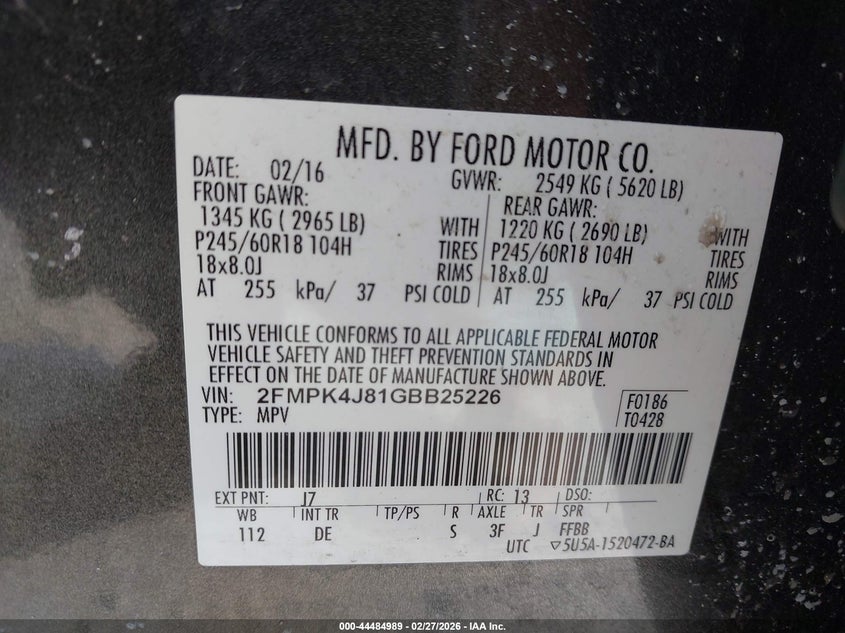 MFD. BY FORD MOTOR CO.
DATE: 02/16 GVWR: 2549 KG ( 5620 LB)
FRONT GAWR: REAR GAWR:
1345 KG ( 2965 LB) WITH 1220 KG ( 2690 LB) WITH
P245/60R18 104H TIRES P245/60R18 104H TIRES
18x8.0J RIMS 18x8.0J RIMS
AT 255 kPa/ 37 PSI COLD AT 255 kPa/ 37 PSI COLD
THIS VEHICLE CONFORMS TO ALL APPLICABLE FEDERAL MOTOR
VEHICLE SAFETY AND THEFT PREVENTION STANDARDS IN
EFFECT ON THE DATE OF MANUFACTURE SHOWN ABOVE.
VIN: 2FMPK4J81GBB25226 F0186
TYPE: MPV T0428
EXT PNT: J7 RC: 13 DSO:
WB INT TR TP/PS R AXLE TR SPR
112 DE S 3F J FFBB
UTC ▽5U5A-1520472-BA
000-44484989 — 02/27/2026 — IAA Inc.